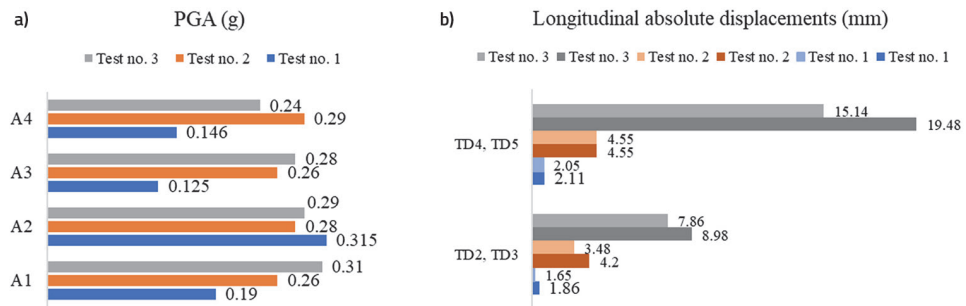 a) PGA (g)
Test no. 3 Test no. 2 Test no. 1
A4
0.24
0.29
0.146
A3
0.28
0.26
0.125
A2
0.29
0.28
0.315
A1
0.31
0.26
0.19
b) Longitudinal absolute displacements (mm)
Test no. 3 Test no. 3 Test no. 2 Test no. 2 Test no. 1 Test no. 1
TD4, TD5
15.14
19.48
4.55
4.55
2.05
2.11
TD2, TD3
7.86
8.98
3.48
4.2
1.65
1.86